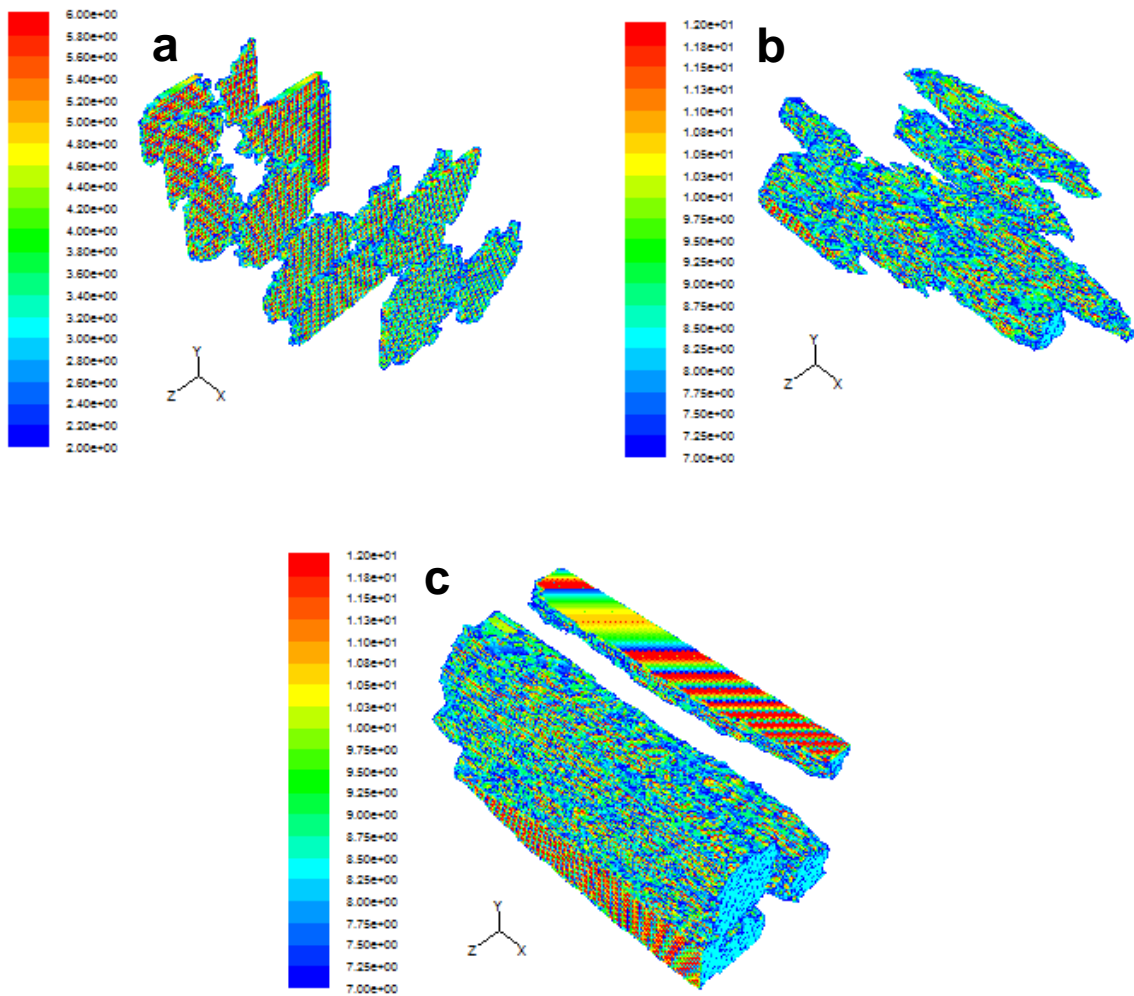 a
6.00e+00
5.80e+00
5.60e+00
5.40e+00
5.20e+00
5.00e+00
4.80e+00
4.60e+00
4.40e+00
4.20e+00
4.00e+00
3.80e+00
3.60e+00
3.40e+00
3.20e+00
3.00e+00
2.80e+00
2.60e+00
2.40e+00
2.20e+00
2.00e+00
Y
Z
X
b
1.20e+01
1.18e+01
1.15e+01
1.13e+01
1.10e+01
1.08e+01
1.05e+01
1.03e+01
1.00e+01
9.75e+00
9.50e+00
9.25e+00
9.00e+00
8.75e+00
8.50e+00
8.25e+00
8.00e+00
7.75e+00
7.50e+00
7.25e+00
7.00e+00
Y
Z
X
c
1.20e+01
1.18e+01
1.15e+01
1.13e+01
1.10e+01
1.08e+01
1.05e+01
1.03e+01
1.00e+01
9.75e+00
9.50e+00
9.25e+00
9.00e+00
8.75e+00
8.50e+00
8.25e+00
8.00e+00
7.75e+00
7.50e+00
7.25e+00
7.00e+00
Y
Z
X